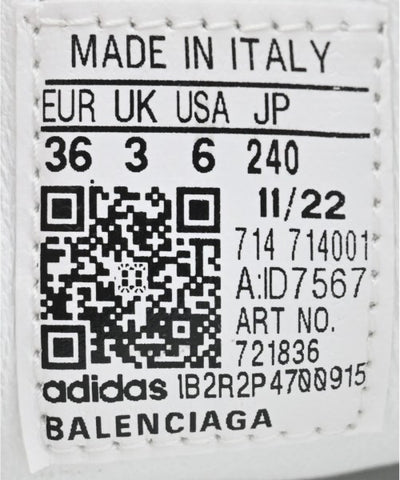 MADE IN ITALY
EUR UK USA JP
36 3 6 240
11/22
714 714001
A:ID7567
ART NO.
721836
adidas 1B2R2P4700915
BALENCIAGA